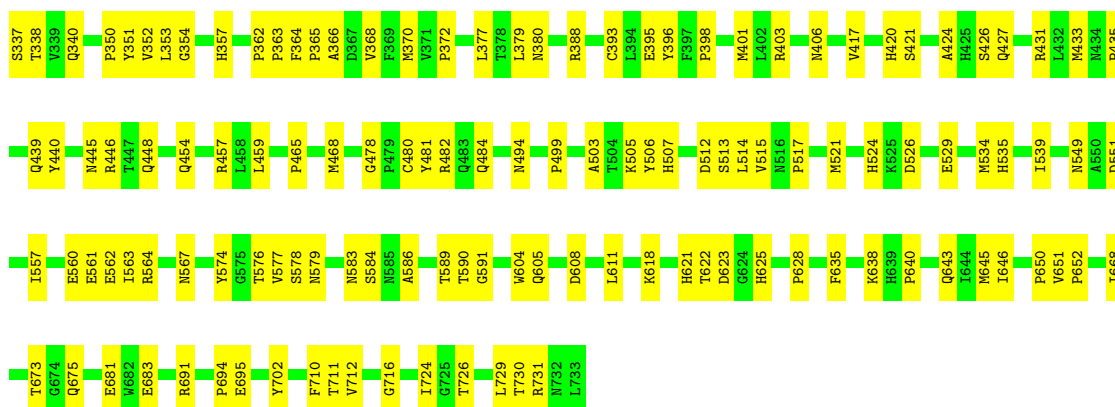 S337 T338 V339 Q340 P350 Y351 V352 L353 G354 H357 P362 P363 F364 P365 A366 D367 V368 F369 M370 V371 P372 L377 T378 L379 N380 R388 C393 L394 E395 Y396 F397 P398 M401 L402 R403 N406 V417 H420 S421 A424 H425 S426 Q427 R431 L432 M433 N434
Q439 Y440 N445 R446 T447 Q448 Q454 R457 L458 L459 P465 M468 G478 P479 C480 Y481 R482 Q483 Q484 N494 P499 A503 T504 K505 Y506 H507 D512 S513 L514 V515 N516 P517 M521 H524 K525 D526 E529 M534 H535 I539 N549 A550 D551
I557 E560 E561 E562 I563 R564 N567 Y574 G575 T576 V577 S578 N579 N583 S584 N585 A586 T589 T590 G591 W604 Q605 D608 L611 K618 H621 T622 D623 G624 H625 P628 F635 K638 H639 P640 Q643 I644 M645 I646 P650 V651 P652
T673 G674 Q675 E681 W682 E683 R691 P694 E695 Y702 F710 T711 V712 G716 I724 G725 T726 L729 T730 R731 N732 L733